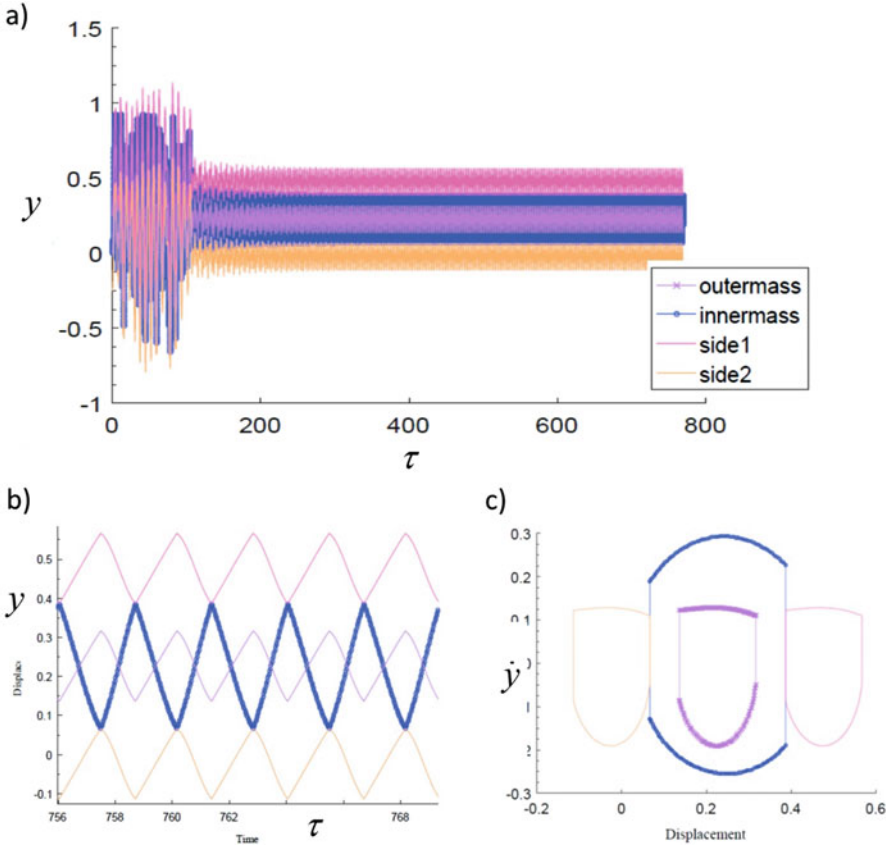 a)
1.5
1
0.5
y
0
-0.5
-1
0
200
400
600
800
τ
outermass
innermass
side1
side2
b)
0.5
y
0.4
0.3
0.2
0.1
0
-0.1
Displac
756
758
760
762
768
Time
τ
c)
0.3
0.2
ẏ
-0.3
-0.2
0
0.2
0.4
0.6
Displacement